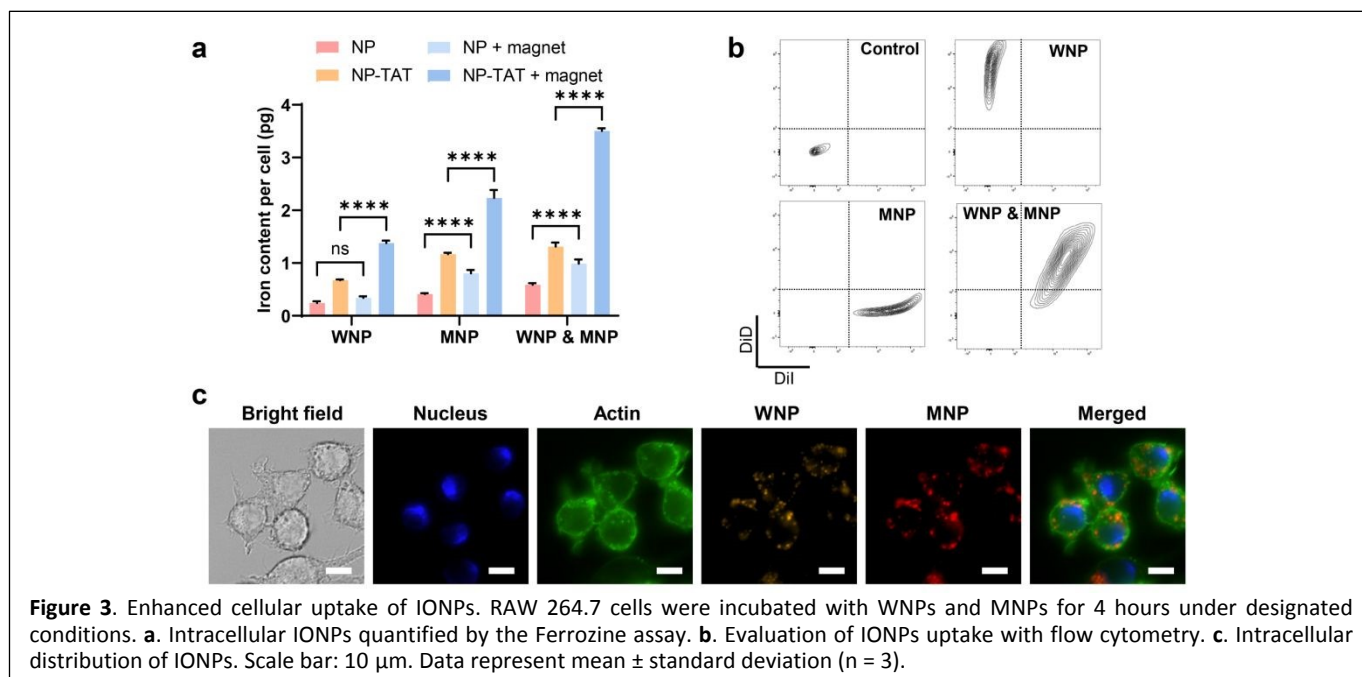 a
NP
NP + magnet
NP-TAT
NP-TAT + magnet
Iron content per cell (pg)
4
3
2
1
0
ns
****
****
****
****
****
WNP
MNP
WNP & MNP
b
Control
WNP
MNP
WNP & MNP
DiD
DiI
c
Bright field
Nucleus
Actin
WNP
MNP
Merged
Figure 3. Enhanced cellular uptake of IONPs. RAW 264.7 cells were incubated with WNPs and MNPs for 4 hours under designated
conditions. a. Intracellular IONPs quantified by the Ferrozine assay. b. Evaluation of IONPs uptake with flow cytometry. c. Intracellular
distribution of IONPs. Scale bar: 10 μm. Data represent mean ± standard deviation (n = 3).